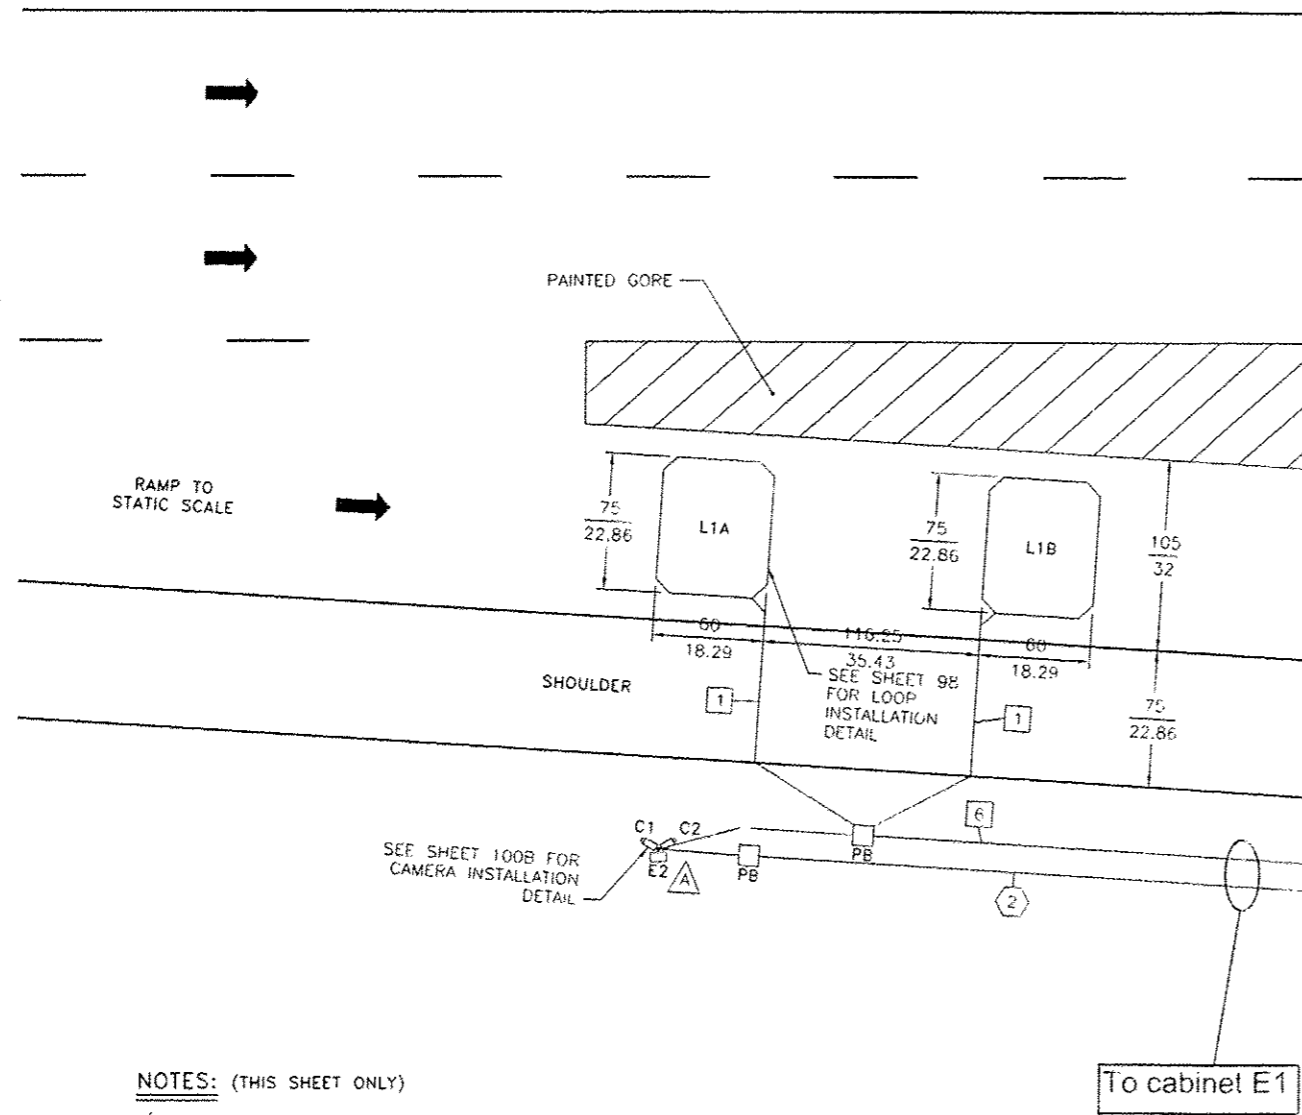 PAINTED GORE
RAMP TO
STATIC SCALE
75
22.86
L1A
75
22.86
L1B
105
32
60
18.29
116.25
35.43
60
18.29
SHOULDER
1
SEE SHEET 98
FOR LOOP
INSTALLATION
DETAIL
1
75
22.86
C1
C2
6
SEE SHEET 100B FOR
CAMERA INSTALLATION
DETAIL
E2
A
PB
PB
2
To cabinet E1
NOTES: (THIS SHEET ONLY)